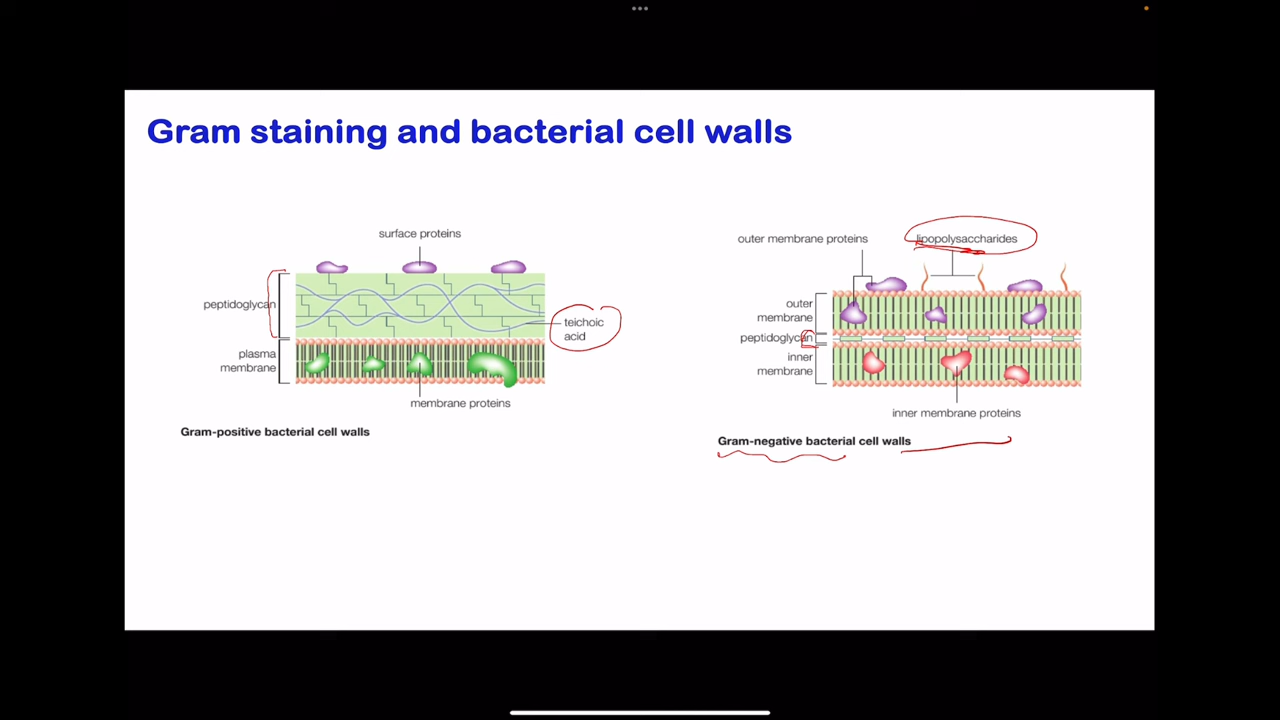 Gram staining and bacterial cell walls
surface proteins
peptidoglycan
teichoic
acid
plasma
membrane
membrane proteins
Gram-positive bacterial cell walls
outer membrane proteins
lipopolysaccharides
outer
membrane
peptidoglycan
inner
membrane
inner membrane proteins
Gram-negative bacterial cell walls